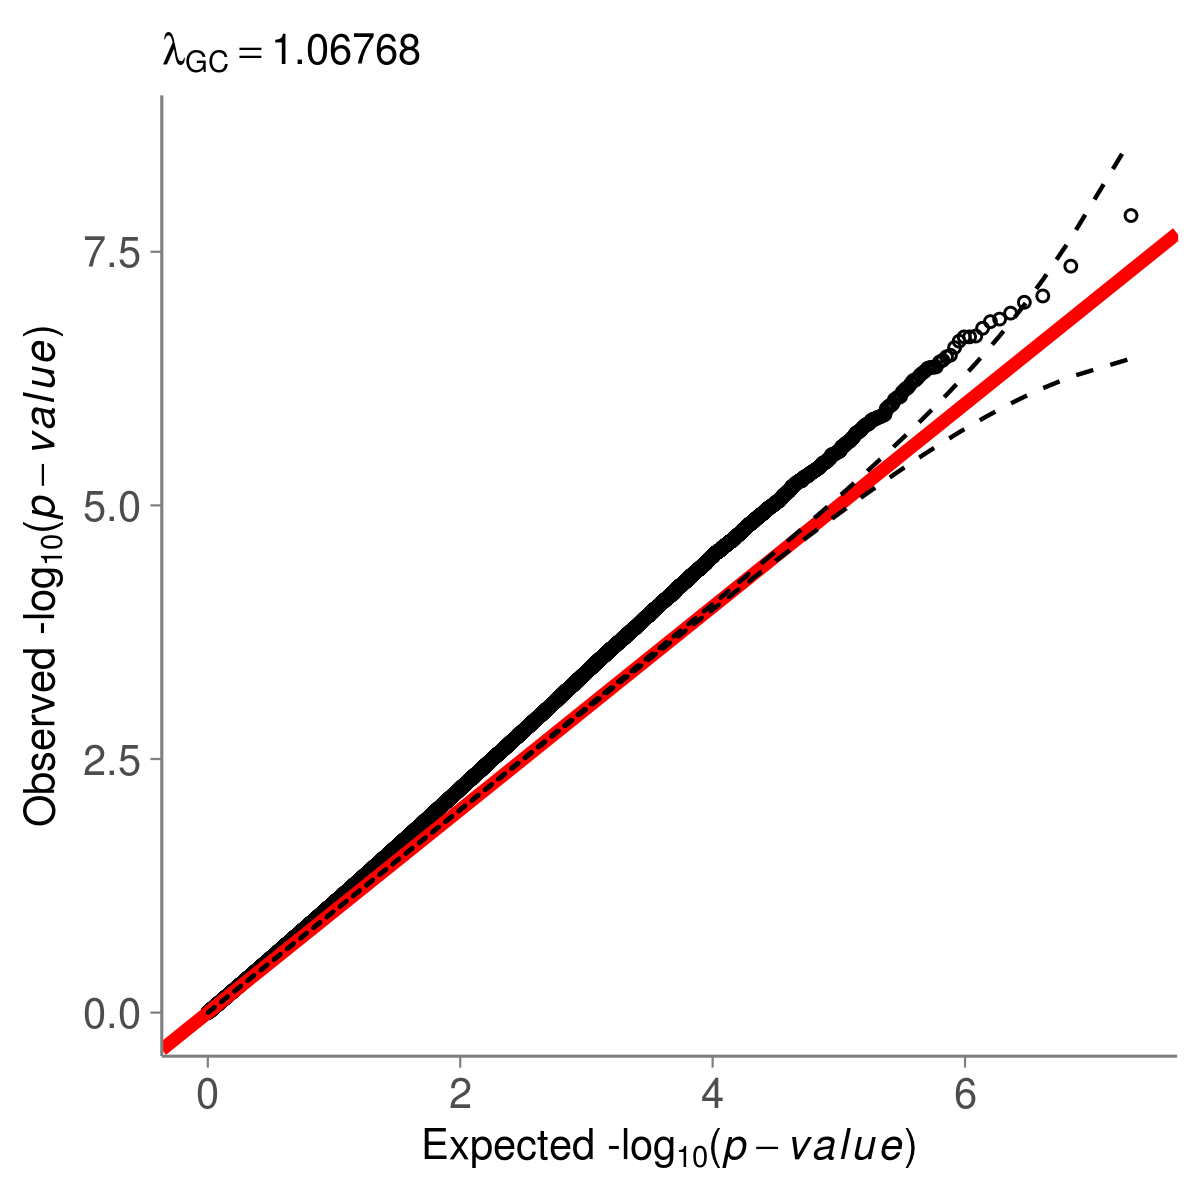 λGC = 1.06768
Observed -log10(p − value)
7.5
5.0
2.5
0.0
0 2 4 6
Expected -log10(p − value)